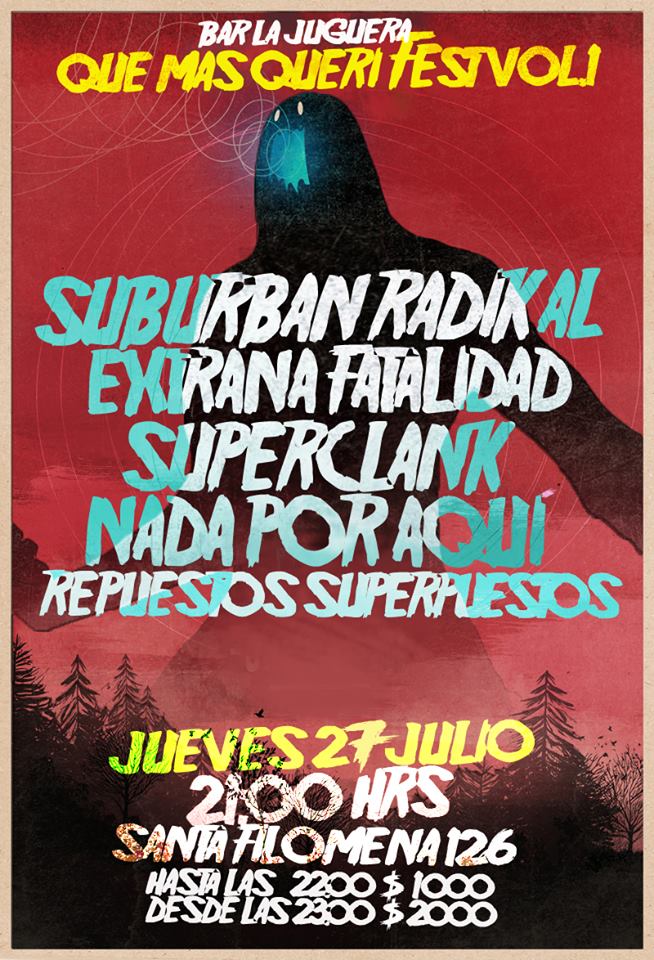 BAR LA JUGUERA
QUE MAS QUERI FESTVOL!
SUBURBAN RADIKAL
EXTRANA FATALIDAD
SUPERCLANK
NADA POR AQUI
REPUESTOS SUPERPUESTOS
JUEVES 27 JULIO
21:00 HRS
SANTA FILOMENA 126
HASTA LAS 22:00 $ 1000
DESDE LAS 23:00 $ 2000